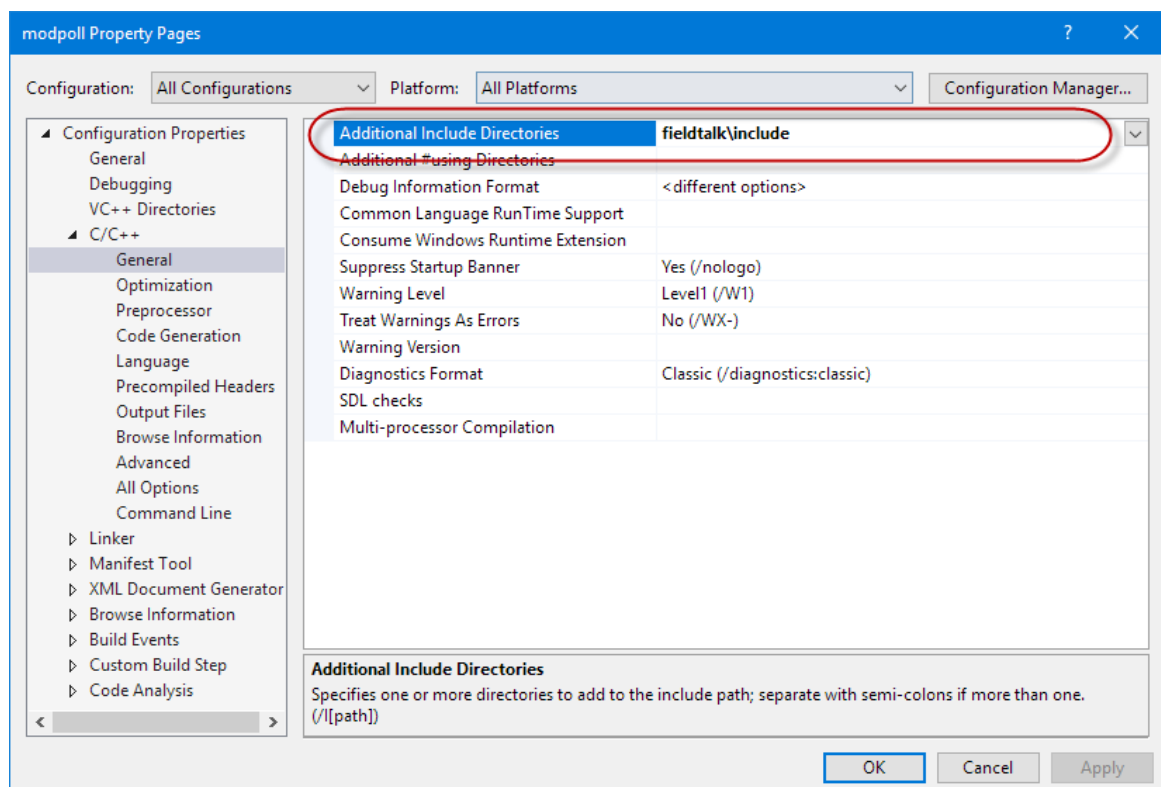 modpoll Property Pages
Configuration: All Configurations Platform: All Platforms Configuration Manager...
Configuration Properties
General
Debugging
VC++ Directories
C/C++
General
Optimization
Preprocessor
Code Generation
Language
Precompiled Headers
Output Files
Browse Information
Advanced
All Options
Command Line
Linker
Manifest Tool
XML Document Generator
Browse Information
Build Events
Custom Build Step
Code Analysis
Additional Include Directories fieldtalk\include
Additional #using Directories
Debug Information Format <different options>
Common Language RunTime Support
Consume Windows Runtime Extension
Suppress Startup Banner Yes (/nologo)
Warning Level Level1 (/W1)
Treat Warnings As Errors No (/WX-)
Warning Version
Diagnostics Format Classic (/diagnostics:classic)
SDL checks
Multi-processor Compilation
Additional Include Directories
Specifies one or more directories to add to the include path; separate with semi-colons if more than one.
(/I[path])
OK Cancel Apply